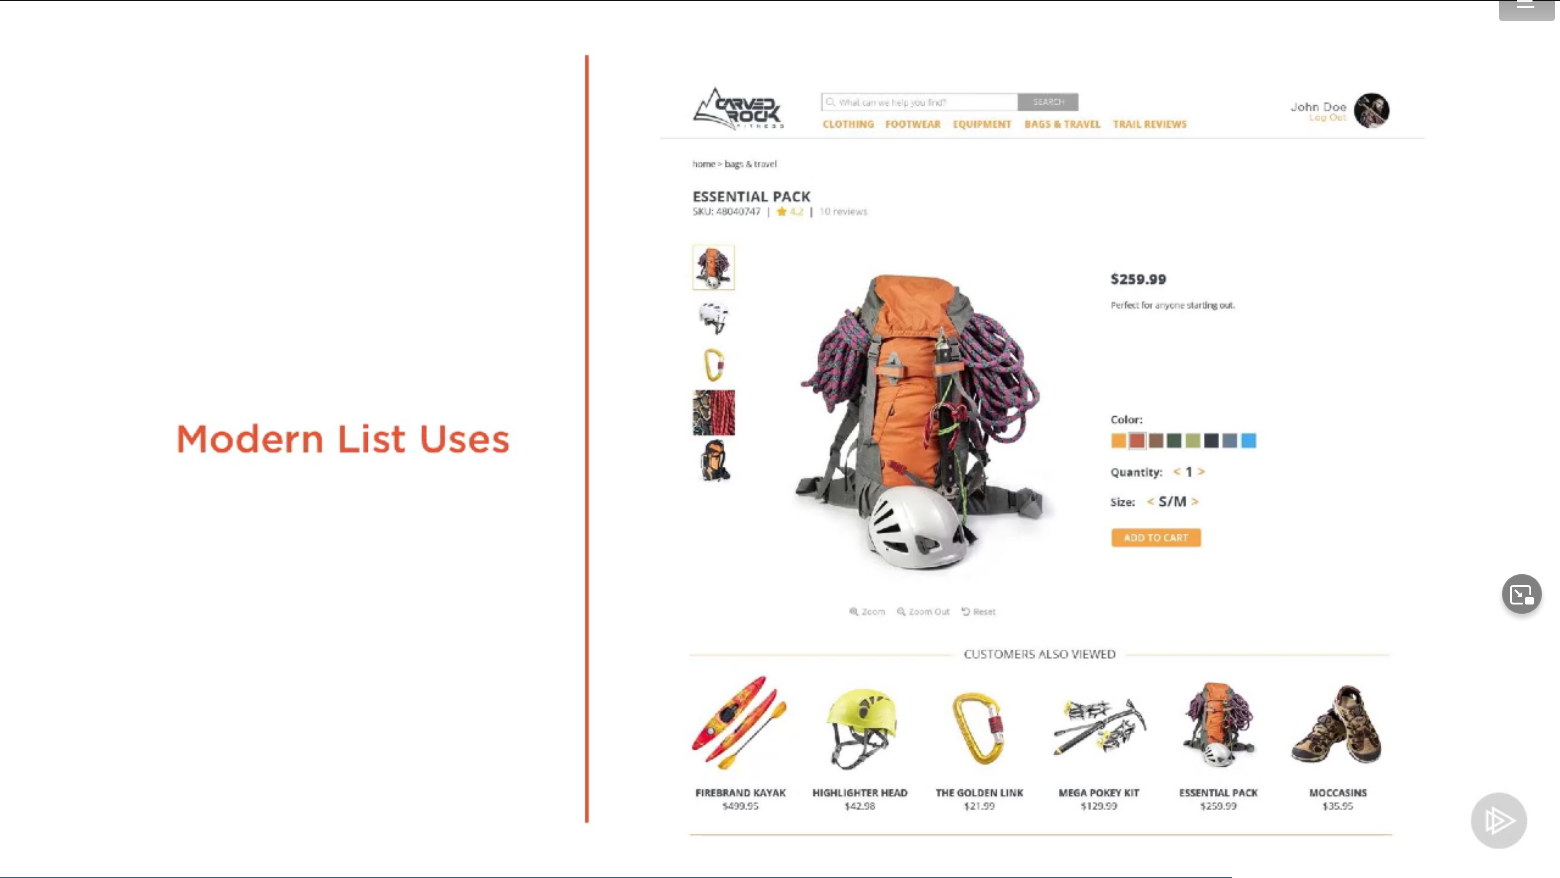 Modern List Uses
CARVED
ROCK
FITNESS
What can we help you find?
SEARCH
CLOTHING FOOTWEAR EQUIPMENT BAGS & TRAVEL TRAIL REVIEWS
John Doe
Log Out
home > bags & travel
ESSENTIAL PACK
SKU: 48040747 | 4.2 | 10 reviews
$259.99
Perfect for anyone starting out.
Color:
Quantity: < 1 >
Size: < S/M >
ADD TO CART
Zoom Zoom Out Reset
CUSTOMERS ALSO VIEWED
FIREBRAND KAYAK
$499.95
HIGHLIGHTER HEAD
$42.98
THE GOLDEN LINK
$21.99
MEGA POKEY KIT
$129.99
ESSENTIAL PACK
$259.99
MOCCASINS
$35.95